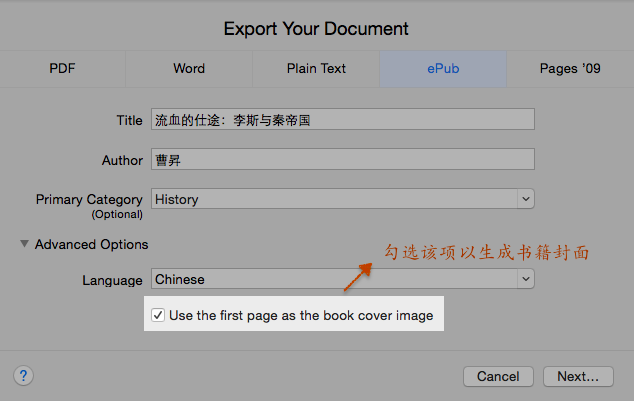 Export Your Document
PDF
Word
Plain Text
ePub
Pages '09
Title
流血的仕途：李斯与秦帝国
Author
曹昇
Primary Category
(Optional)
History
Advanced Options
勾选该项以生成书籍封面
Language
Chinese
Use the first page as the book cover image
?
Cancel
Next...